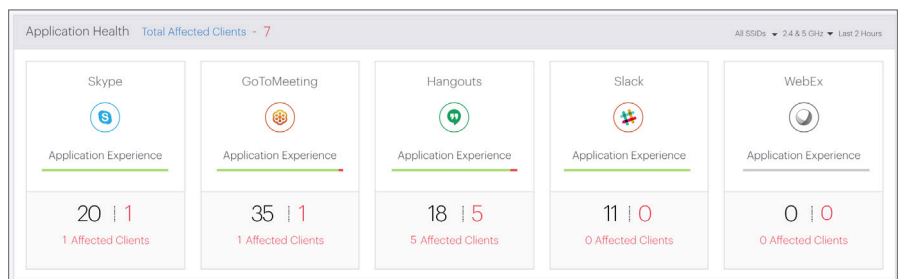 Application Health Total Affected Clients - 7 All SSIDs 2.4 & 5 GHz Last 2 Hours
Skype GoToMeeting Hangouts Slack WebEx
Application Experience Application Experience Application Experience Application Experience Application Experience
20 | 1 35 | 1 18 | 5 11 | 0 0 | 0
1 Affected Clients 1 Affected Clients 5 Affected Clients 0 Affected Clients 0 Affected Clients